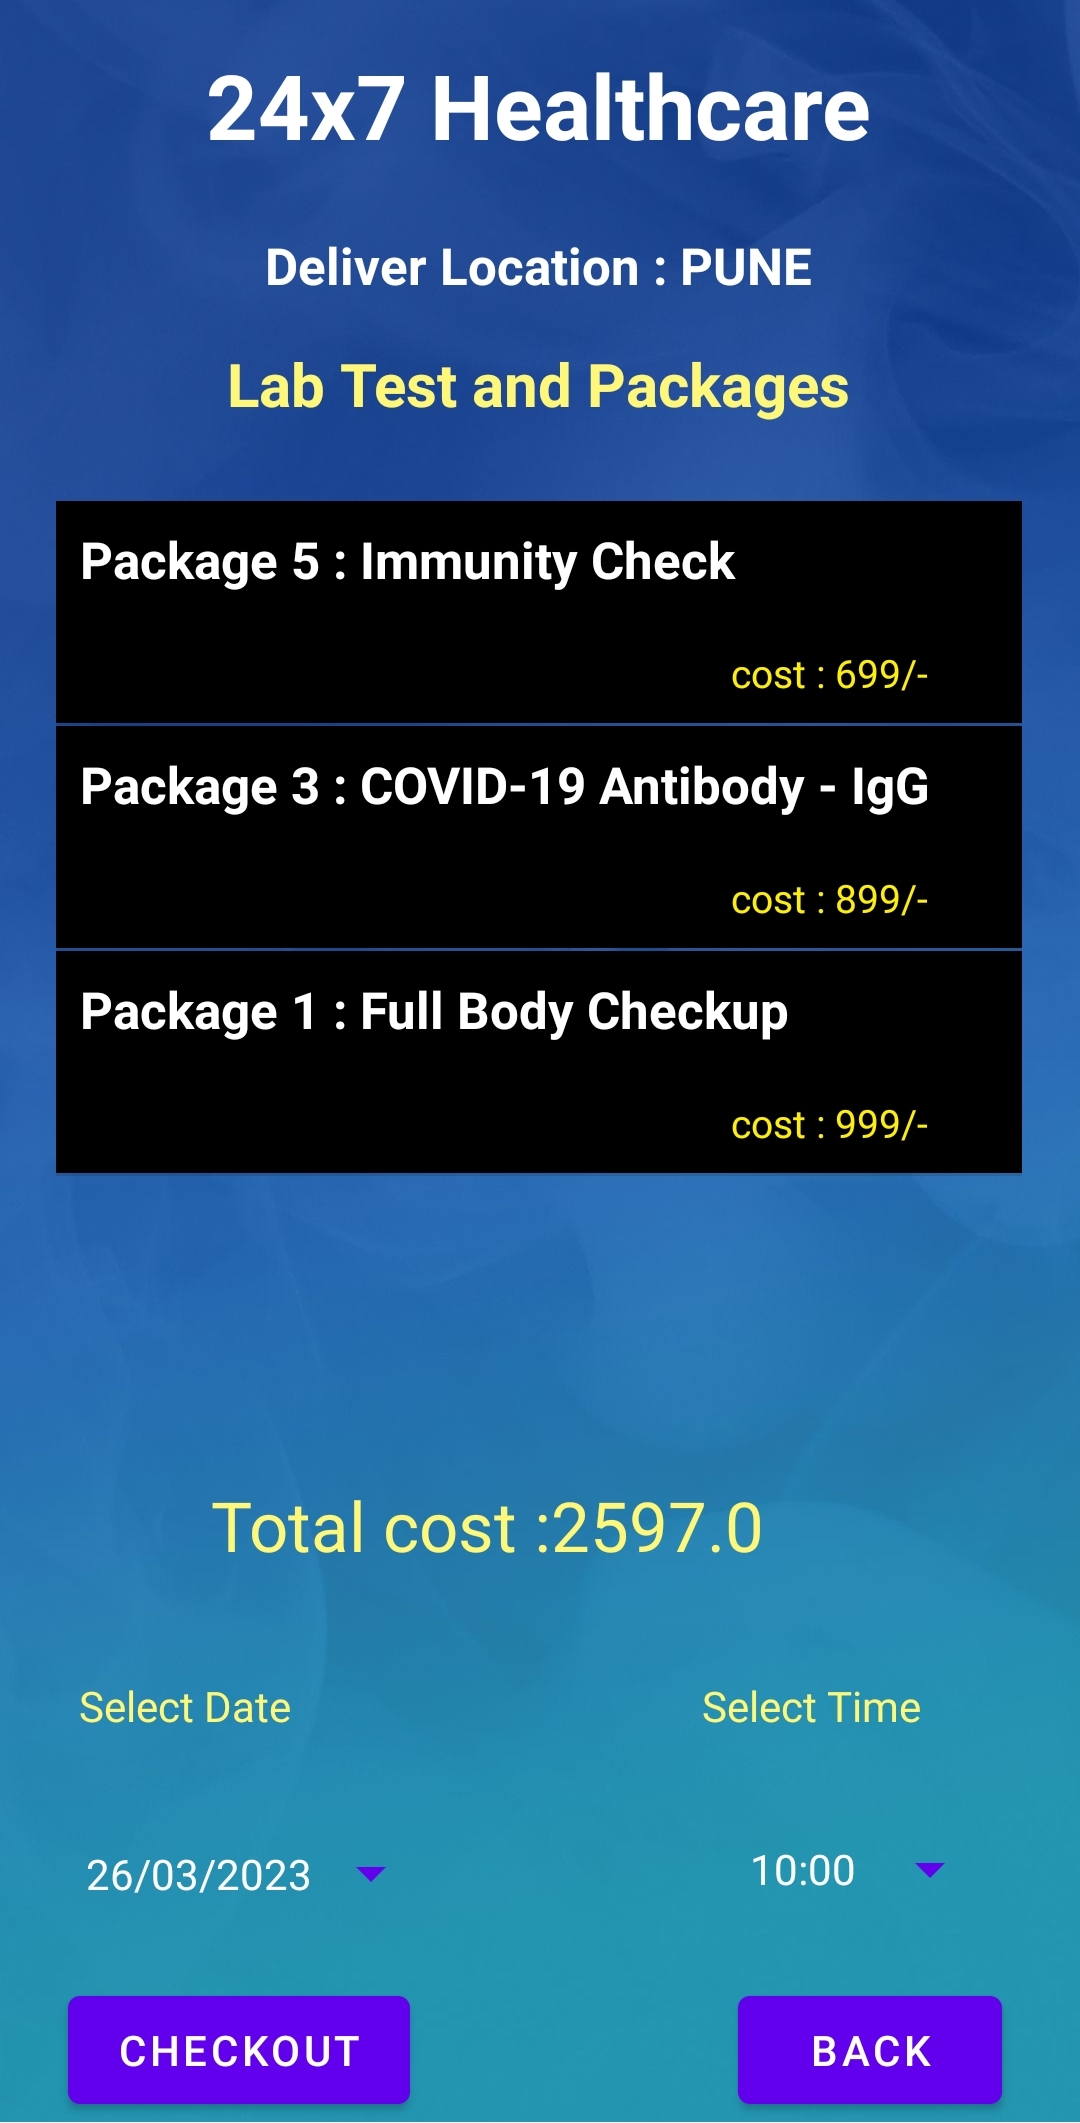 24x7 Healthcare
Deliver Location : PUNE
Lab Test and Packages
Package 5 : Immunity Check
cost : 699/-
Package 3 : COVID-19 Antibody - IgG
cost : 899/-
Package 1 : Full Body Checkup
cost : 999/-
Total cost :2597.0
Select Date
Select Time
26/03/2023
10:00
CHECKOUT
BACK